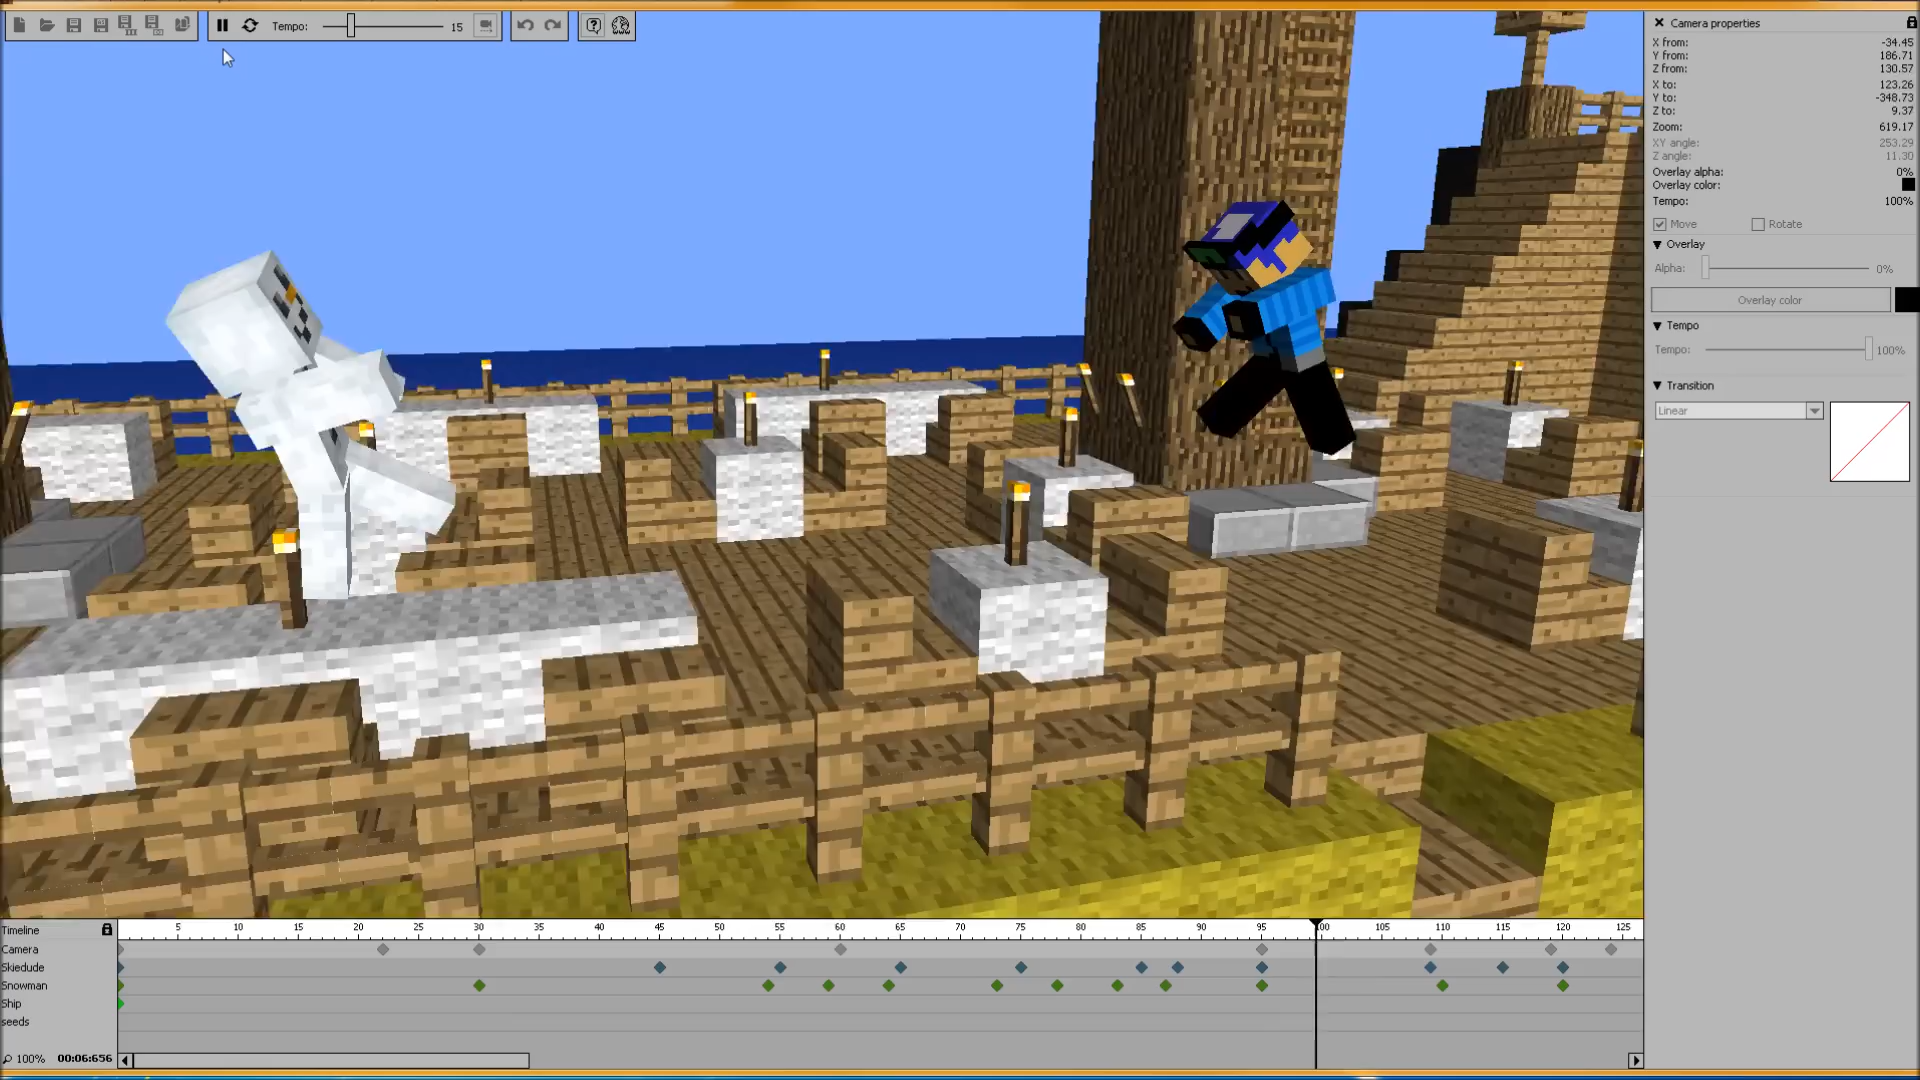 Tempo: 15
Camera properties
X from: -34.45
Y from: 186.71
Z from: 130.57
X to: 123.26
Y to: -348.73
Z to: 9.37
Zoom: 619.17
XY angle: 253.29
Z angle: 11.30
Overlay alpha: 0%
Overlay color:
Tempo: 100%
Move Rotate
Overlay
Alpha: 0%
Overlay color
Tempo
Tempo: 100%
Transition
Linear
Timeline 5 10 15 20 25 30 35 40 45 50 55 60 65 70 75 80 85 90 95 100 105 110 115 120 125
Camera
Skiedude
Snowman
Ship
seeds
100% 00:06:656